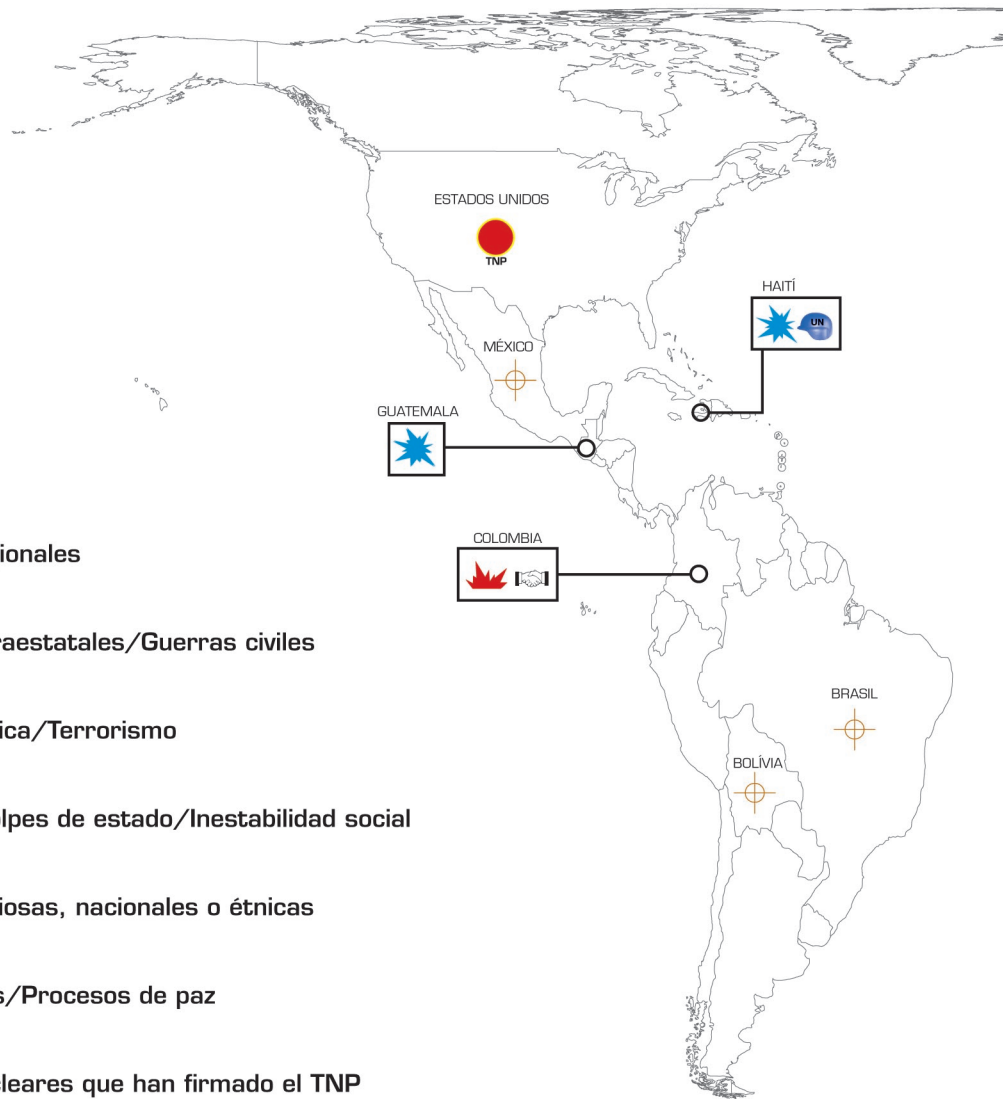 ESTADOS UNIDOS
TNP
HAITÍ
UN
MÉXICO
GUATEMALA
COLOMBIA
BRASIL
BOLÍVIA
ionales
raestatales/Guerras civiles
ica/Terrorismo
olpes de estado/Inestabilidad social
iosas, nacionales o étnicas
s/Procesos de paz
cleares que han firmado el TNP